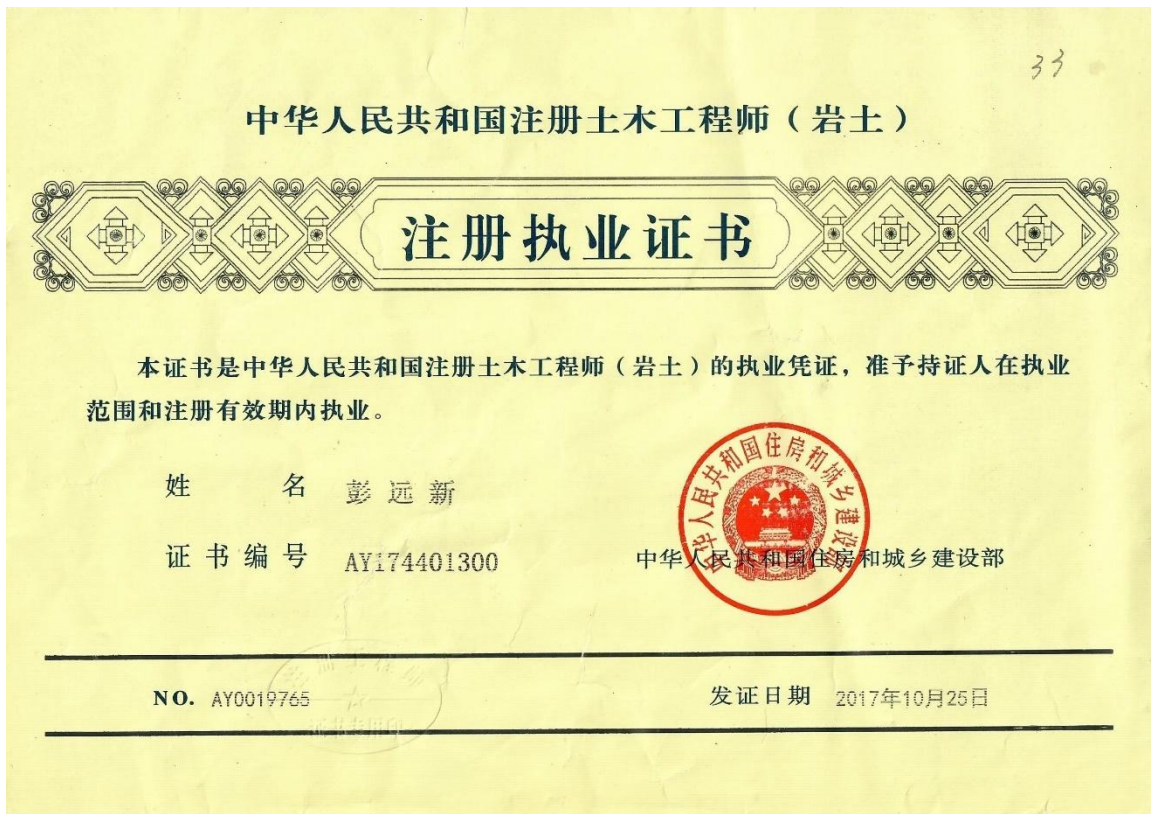 33
中华人民共和国注册土木工程师（岩土）
注册执业证书
本证书是中华人民共和国注册土木工程师（岩土）的执业凭证，准予持证人在执业
范围和注册有效期内执业。
姓 名 彭远新
证书编号 AY174401300
中华人民共和国住房和城乡建设部
中华人民共和国住房和城乡建设部
NO. AY0019765
发证日期 2017年10月25日